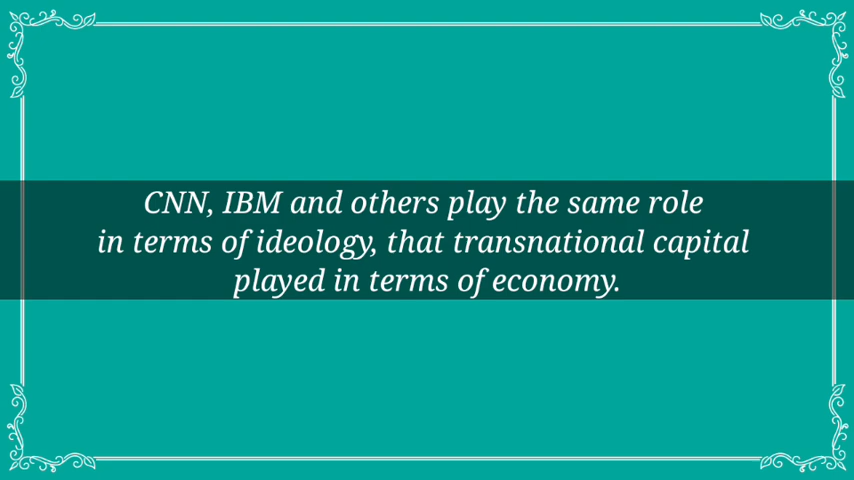 CNN, IBM and others play the same role
in terms of ideology, that transnational capital
played in terms of economy.